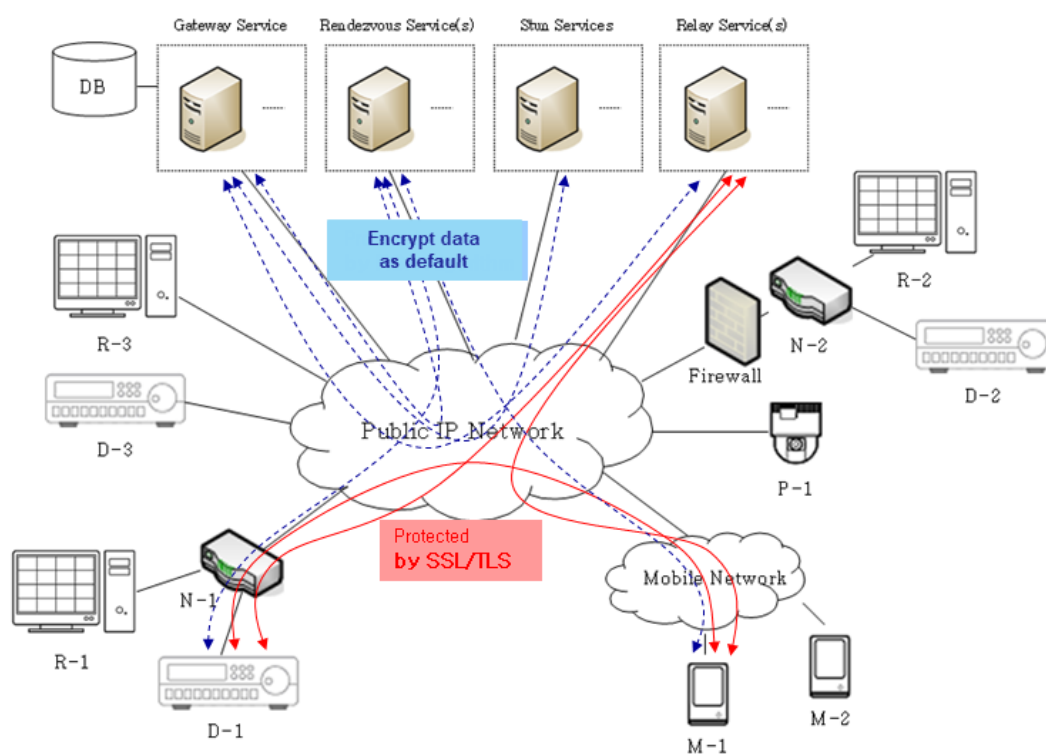 Gateway Service
Rendezvous Service(s)
Stun Services
Relay Service(s)
DB
Encrypt data
as default
R-3
R-2
N-2
Firewall
D-2
D-3
Public IP Network
P-1
Protected
by SSL/TLS
Mobile Network
N-1
R-1
D-1
M-1
M-2